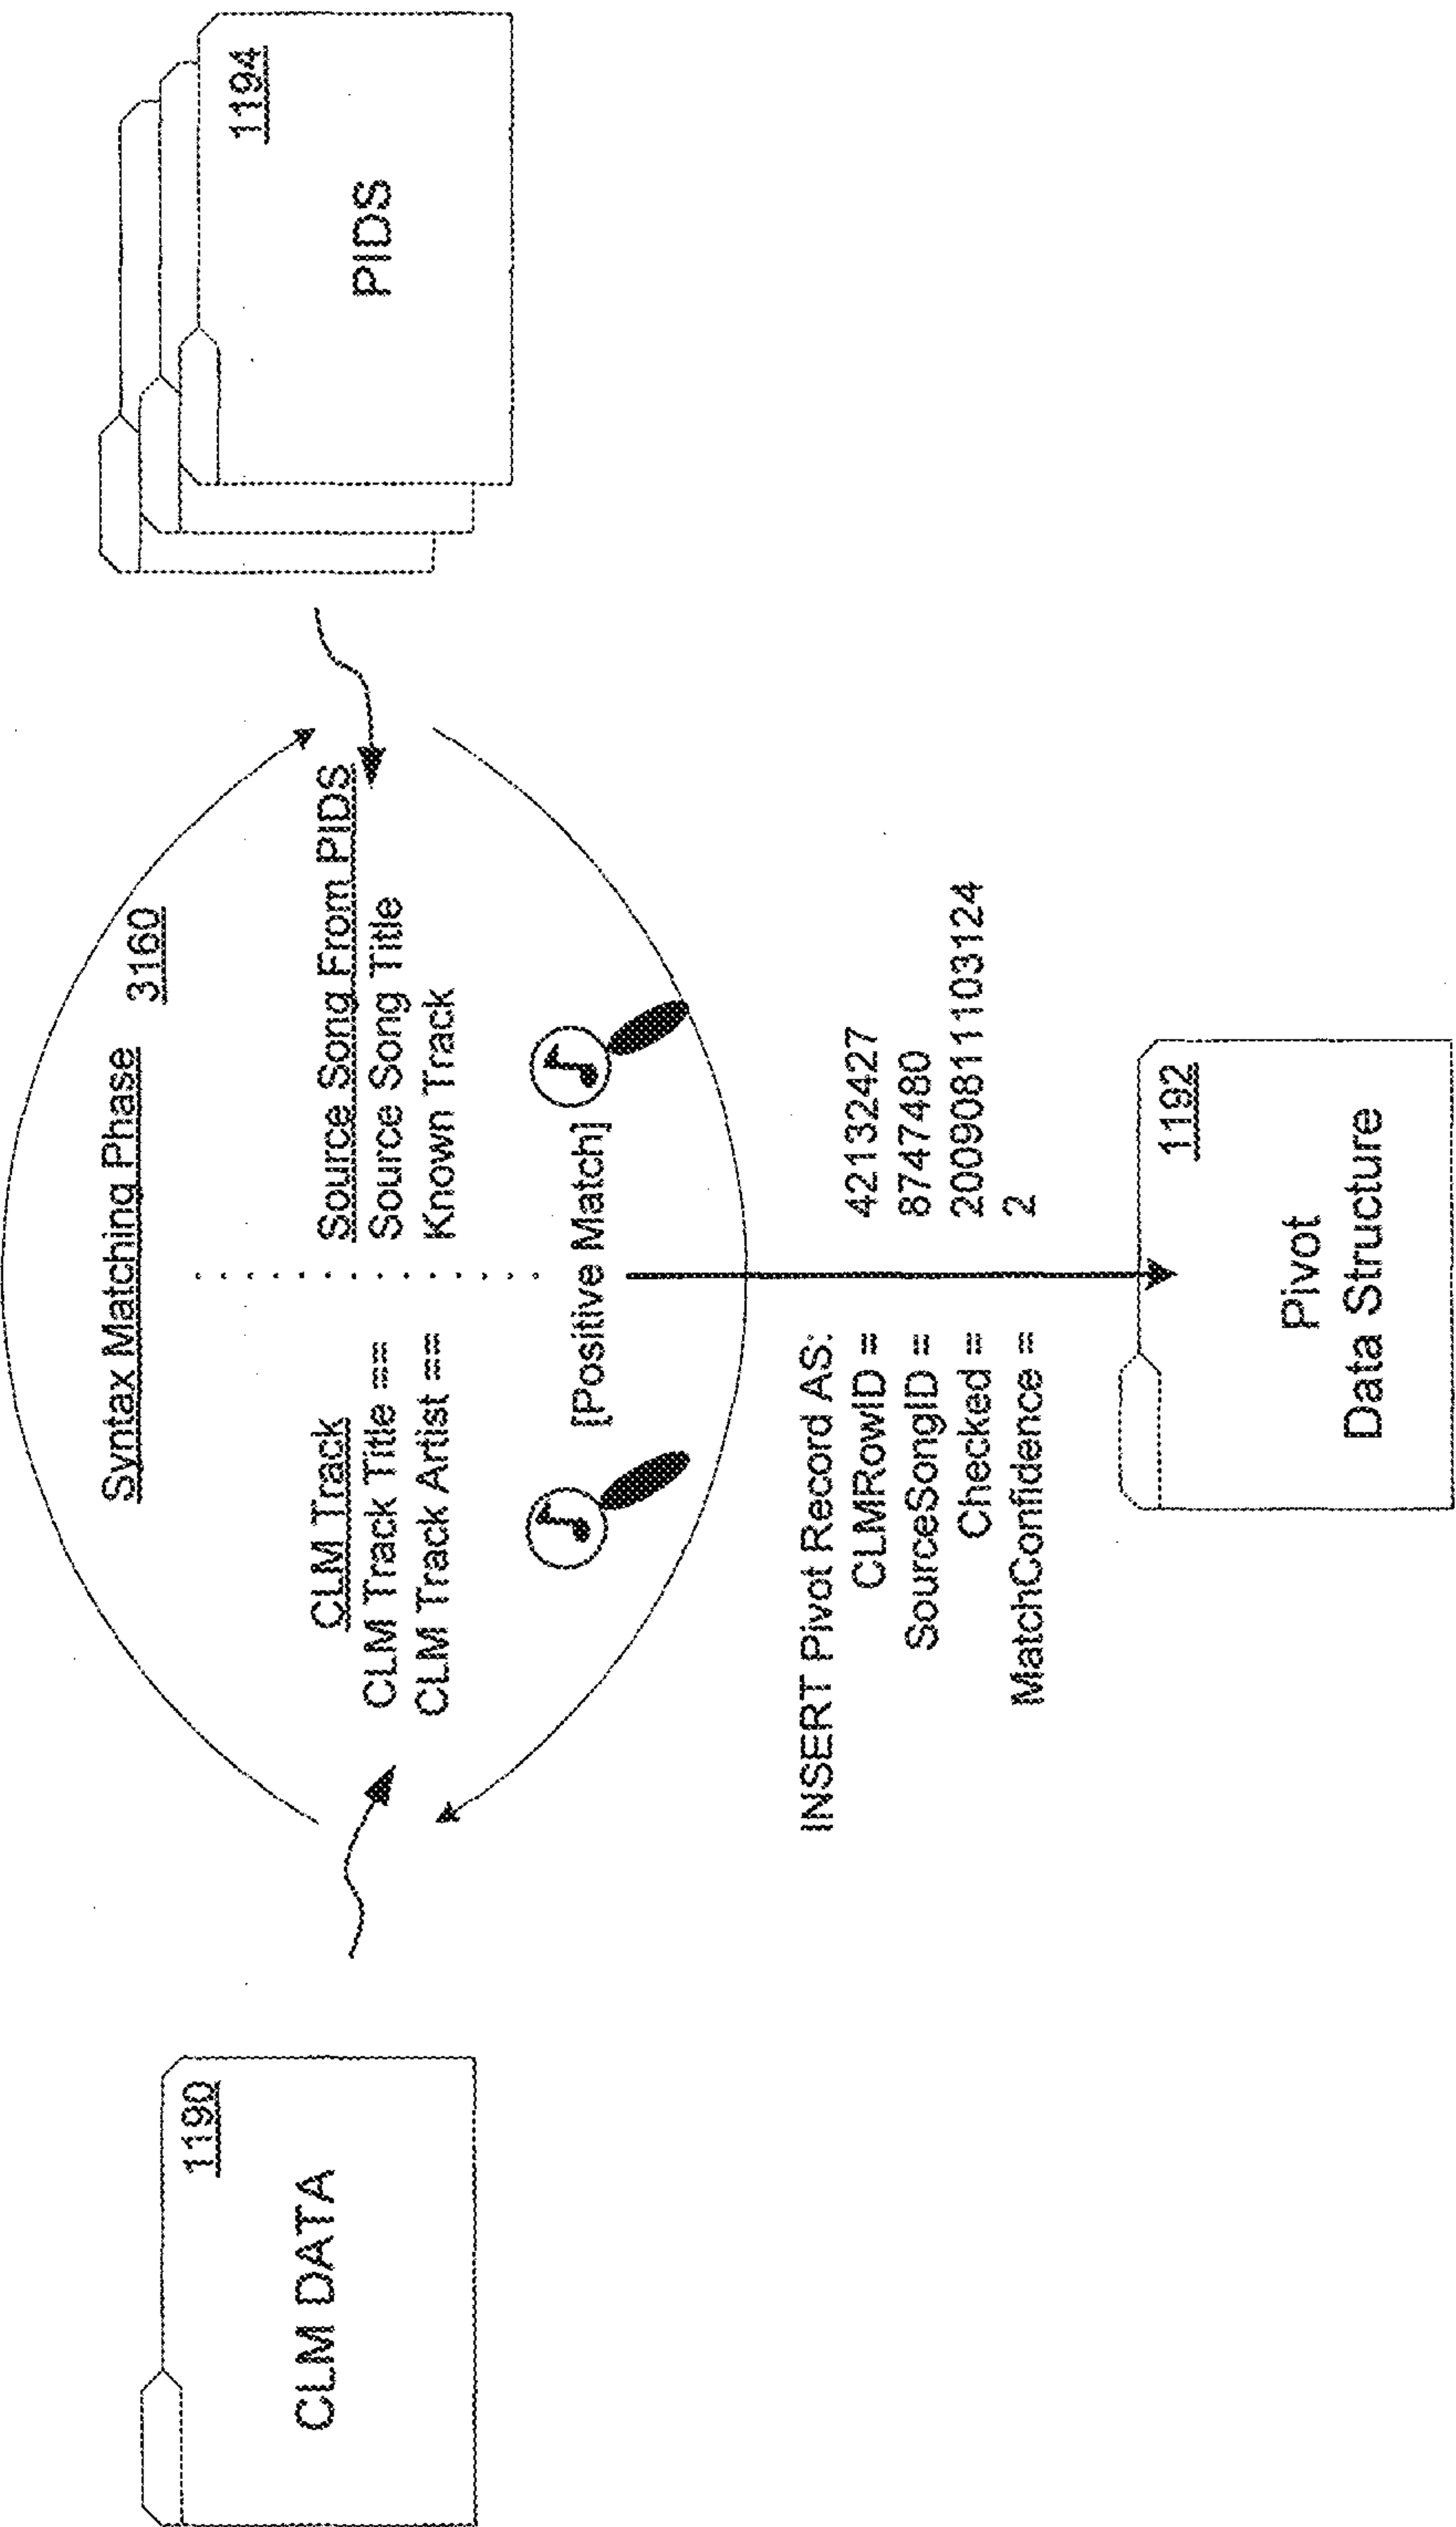 Syntax Matching Phase 3160
1190
CLM DATA
CLM Track
CLM Track Title ==
CLM Track Artist ==
Source Song From PIDS
Source Song Title
Known Track
1194
PIDS
[Positive Match]
INSERT Pivot Record AS:
CLMRowID = 42132427
SourceSongID = 8747480
Checked = 20090811103124
MatchConfidence = 2
1192
Pivot
Data Structure